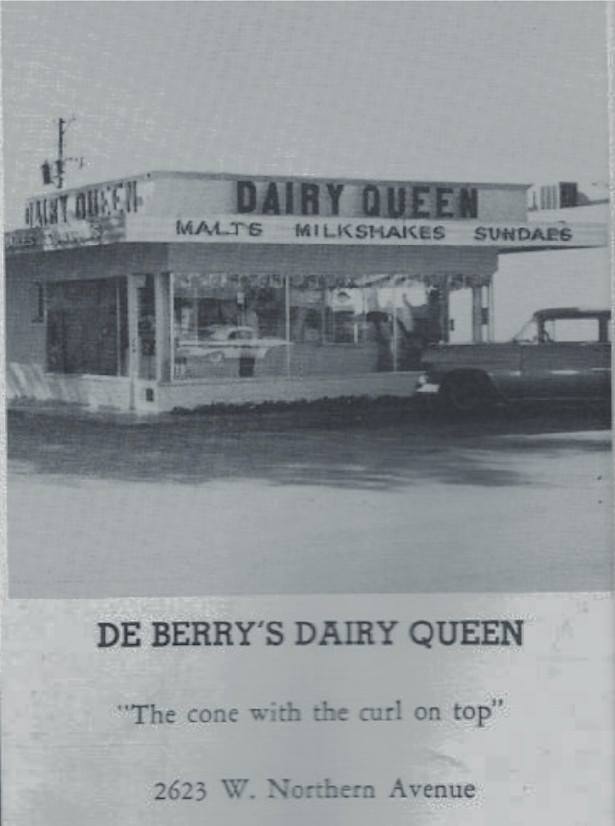 DAIRY QUEEN
DAIRY QUEEN
MALTS MILKSHAKES SUNDAES
DE BERRY'S DAIRY QUEEN
"The cone with the curl on top"
2623 W. Northern Avenue